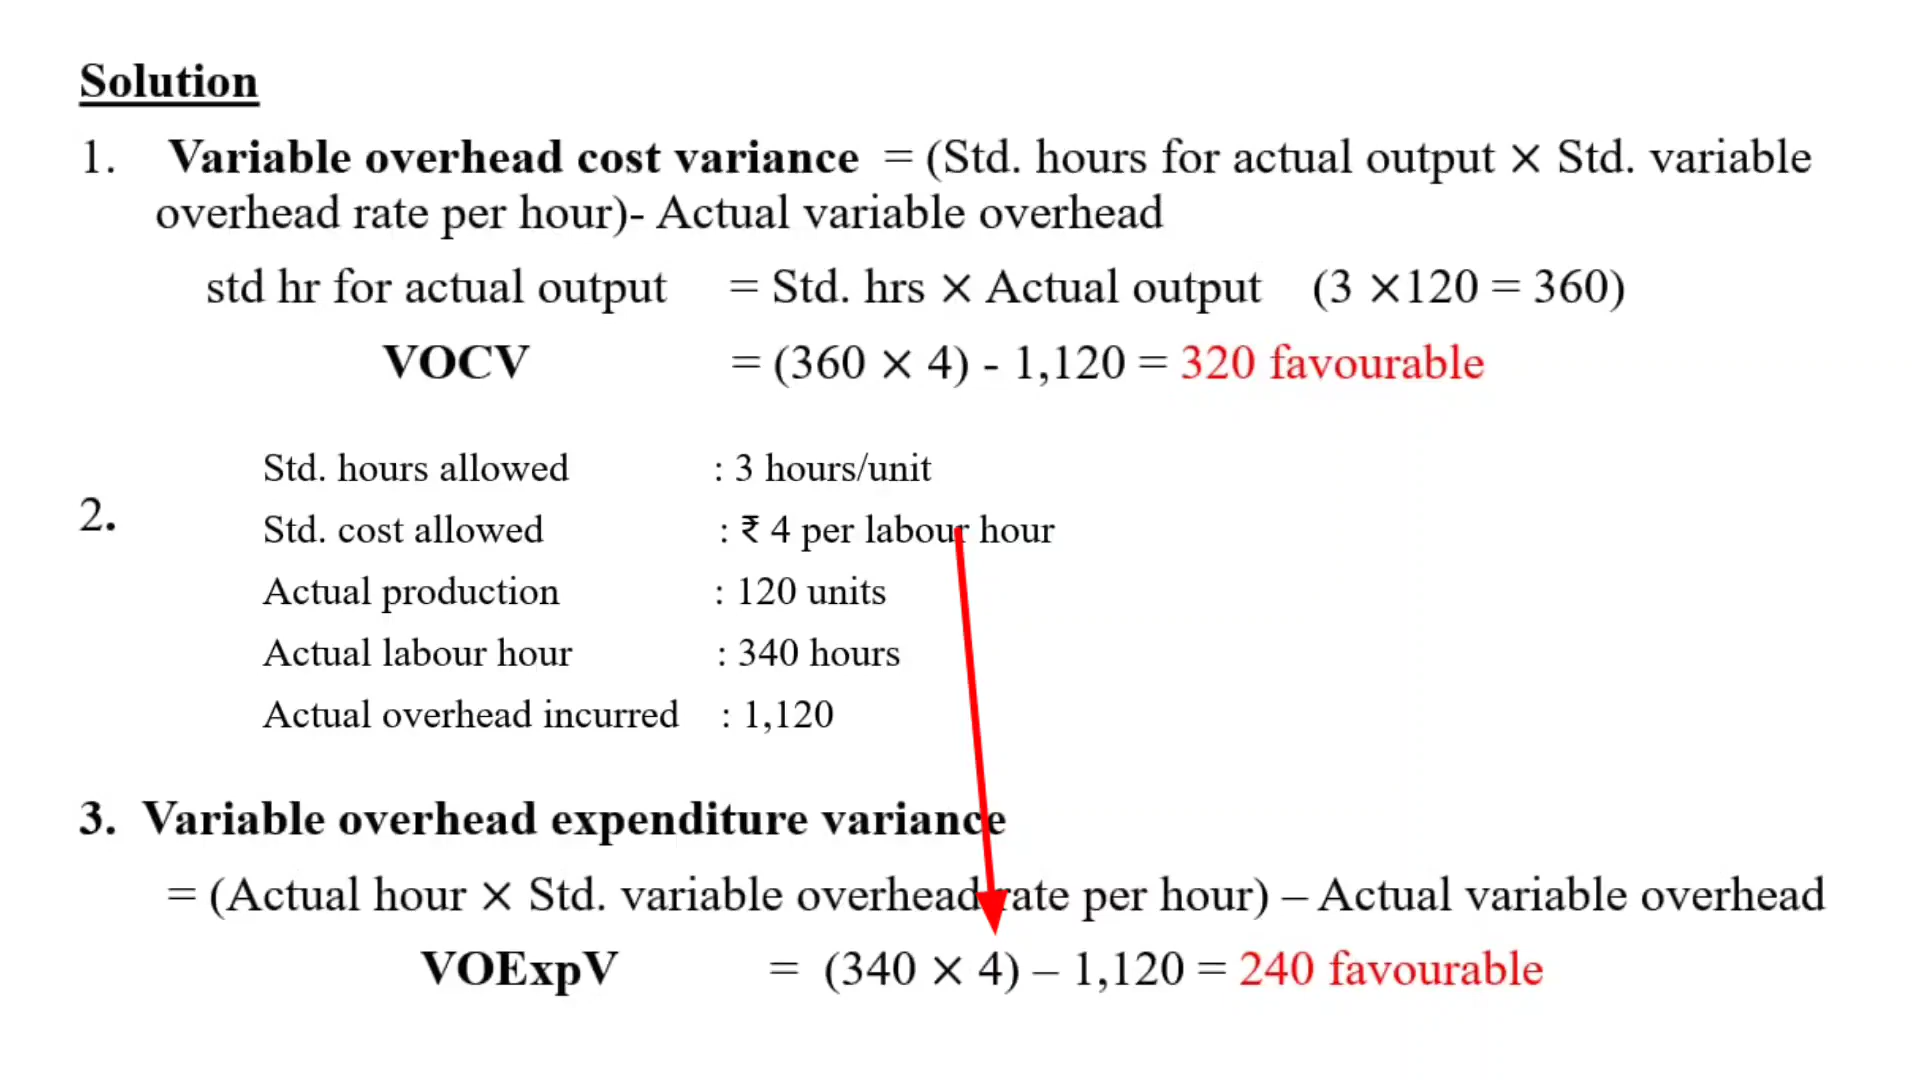 Solution
1. Variable overhead cost variance = (Std. hours for actual output × Std. variable
overhead rate per hour)- Actual variable overhead
std hr for actual output = Std. hrs × Actual output (3 ×120 = 360)
VOCV = (360 × 4) - 1,120 = 320 favourable
Std. hours allowed : 3 hours/unit
2.
Std. cost allowed : ₹ 4 per labour hour
Actual production : 120 units
Actual labour hour : 340 hours
Actual overhead incurred : 1,120
3. Variable overhead expenditure variance
= (Actual hour × Std. variable overhead rate per hour) – Actual variable overhead
VOExpV = (340 × 4) – 1,120 = 240 favourable